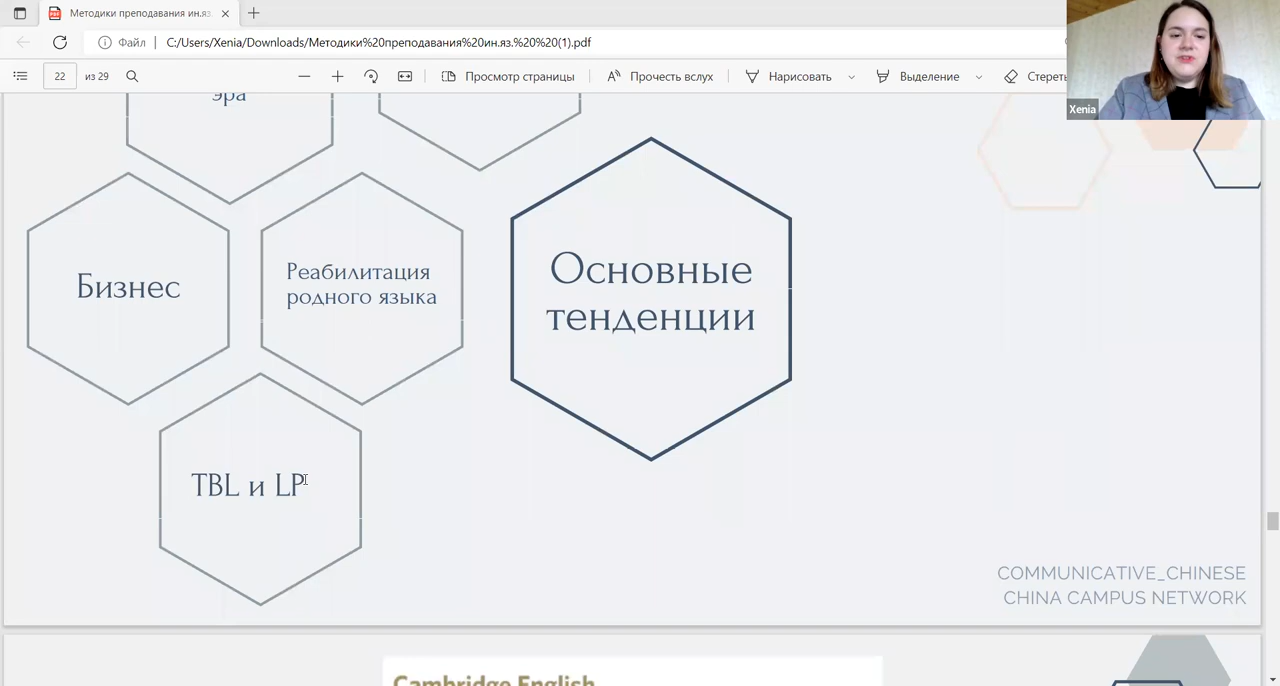 Методики преподавания ин.яз.
Файл
C:/Users/Xenia/Downloads/Методики%20преподавания%20ин.яз.%20%20(1).pdf
22 из 29
Просмотр страницы
Прочесть вслух
Нарисовать
Выделение
Стереть
Xenia
эра
Бизнес
Реабилитация
родного языка
Основные
тенденции
TBL и LP
COMMUNICATIVE_CHINESE
CHINA CAMPUS NETWORK
Cambridge English